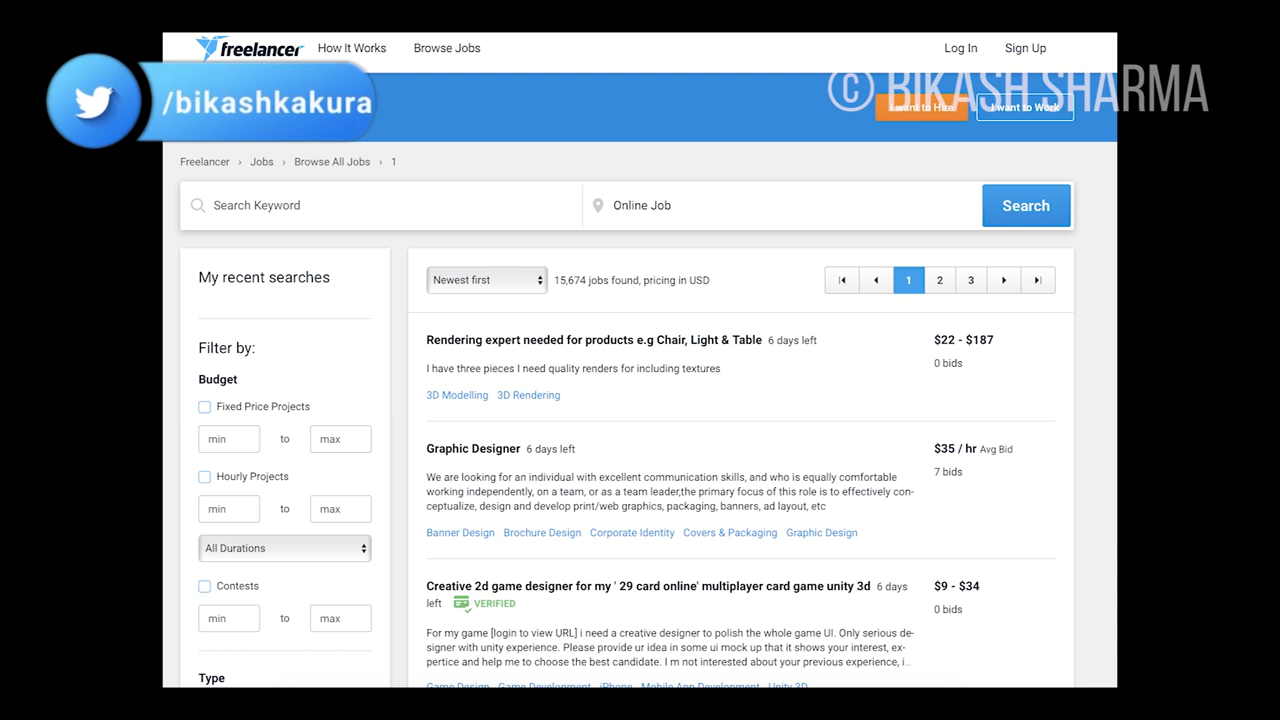 freelancer How It Works Browse Jobs Log In Sign Up
/bikashkakura
© BIKASH SHARMA
I want to Hire I want to Work
Freelancer › Jobs › Browse All Jobs › 1
Search Keyword Online Job Search
My recent searches
Filter by:
Budget
Fixed Price Projects
min to max
Hourly Projects
min to max
All Durations
Contests
min to max
Type
Newest first 15,674 jobs found, pricing in USD 1 2 3
Rendering expert needed for products e.g Chair, Light & Table 6 days left $22 - $187
0 bids
I have three pieces I need quality renders for including textures
3D Modelling 3D Rendering
Graphic Designer 6 days left $35 / hr Avg Bid
7 bids
We are looking for an individual with excellent communication skills, and who is equally comfortable
working independently, on a team, or as a team leader,the primary focus of this role is to effectively con-
ceptualize, design and develop print/web graphics, packaging, banners, ad layout, etc
Banner Design Brochure Design Corporate Identity Covers & Packaging Graphic Design
Creative 2d game designer for my ' 29 card online' multiplayer card game unity 3d 6 days $9 - $34
left VERIFIED 0 bids
For my game [login to view URL] i need a creative designer to polish the whole game UI. Only serious de-
signer with unity experience. Please provide ur idea in some ui mock up that it shows your interest, ex-
pertice and help me to choose the best candidate. I m not interested about your previous experience, i...
Game Design Game Development iPhone Mobile App Development Unity 3D